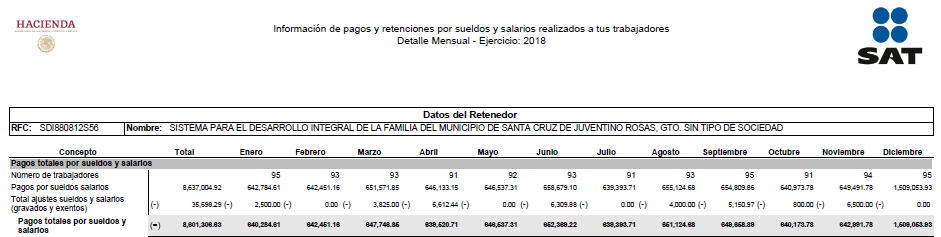 HACIENDA
Información de pagos y retenciones por sueldos y salarios realizados a tus trabajadores
Detalle Mensual - Ejercicio: 2018
SAT
Datos del Retenedor
RFC: SDI880812S56 Nombre: SISTEMA PARA EL DESARROLLO INTEGRAL DE LA FAMILIA DEL MUNICIPIO DE SANTA CRUZ DE JUVENTINO ROSAS, GTO. SIN TIPO DE SOCIEDAD
Concepto Total Enero Febrero Marzo Abril Mayo Junio Julio Agosto Septiembre Octubre Noviembre Diciembre
Pagos totales por sueldos y salarios
Número de trabajadores 95 93 93 91 92 93 91 93 95 91 94 95
Pagos por sueldos salarios 8,637,004.92 642,784.61 642,451.16 651,571.85 646,133.15 646,537.31 658,679.10 639,393.71 655,124.68 654,809.86 640,973.78 649,491.78 1,509,053.93
Total ajustes sueldos y salarios (-) 35,698.29 (-) 2,500.00 (-) 0.00 (-) 3,825.00 (-) 6,612.44 (-) 0.00 (-) 6,309.88 (-) 0.00 (-) 4,000.00 (-) 5,150.97 (-) 800.00 (-) 6,500.00 (-) 0.00
(gravados y exentos)
Pagos totales por sueldos y (=) 8,601,306.63 640,284.61 642,451.16 647,746.85 639,520.71 646,537.31 652,369.22 639,393.71 651,124.68 649,658.89 640,173.78 642,991.78 1,509,053.93
salarios